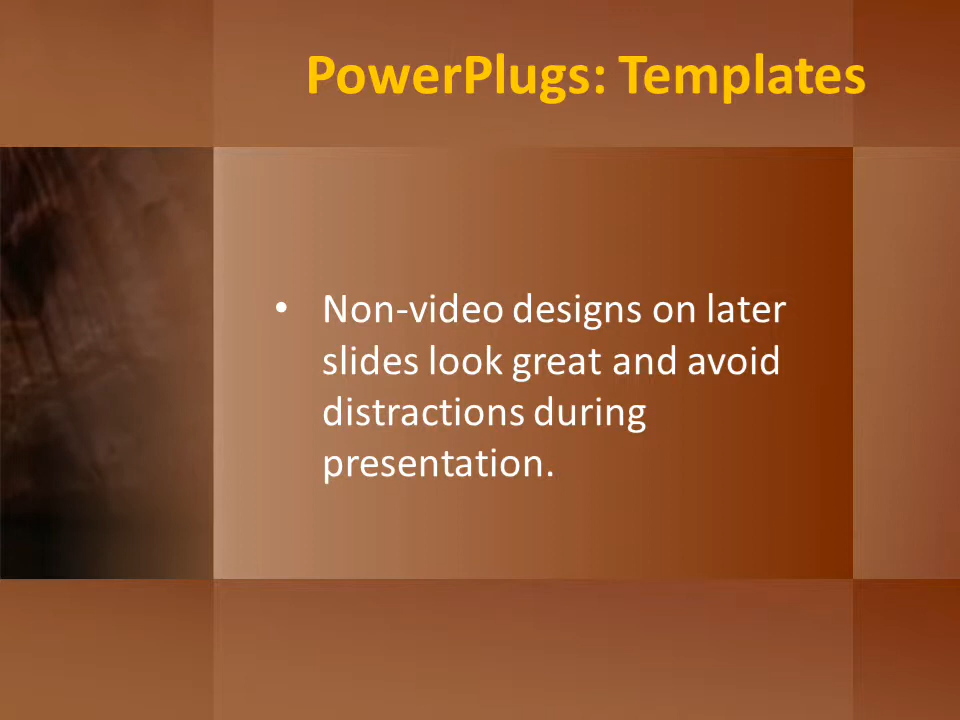 PowerPlugs: Templates
• Non-video designs on later
slides look great and avoid
distractions during
presentation.